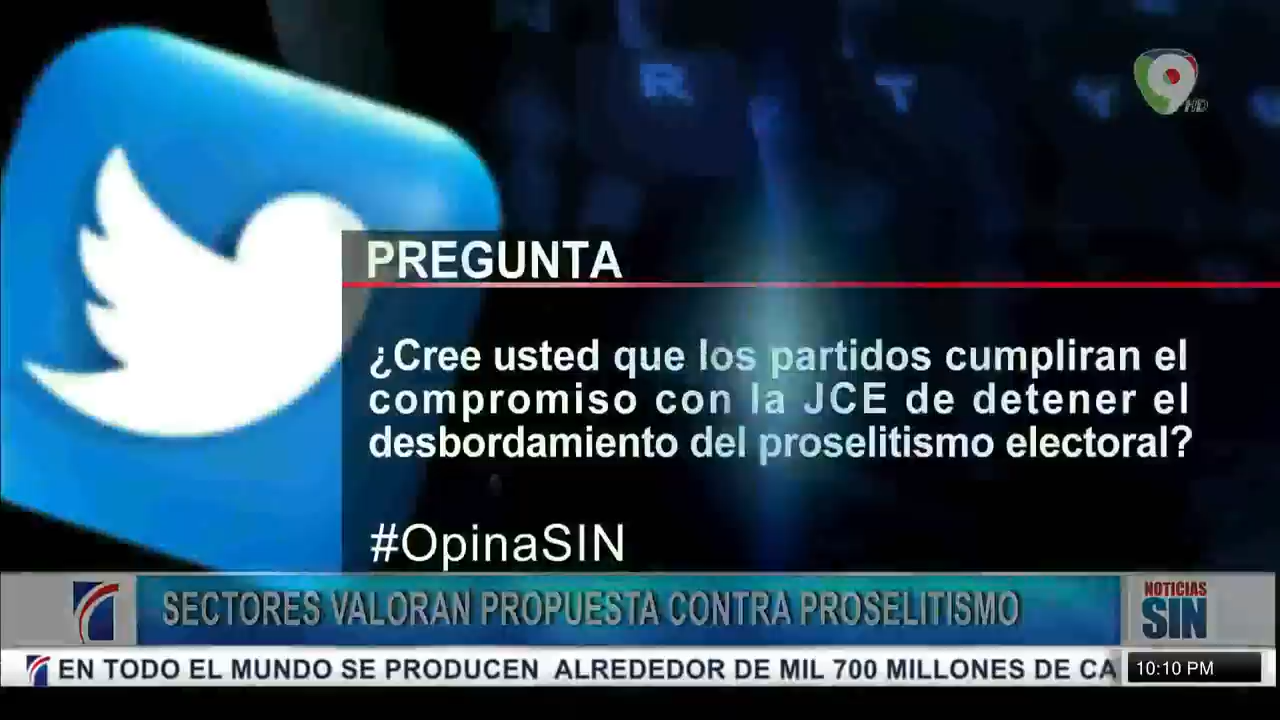 R T Y
9
HD
PREGUNTA
¿Cree usted que los partidos cumpliran el
compromiso con la JCE de detener el
desbordamiento del proselitismo electoral?
#OpinaSIN
SECTORES VALORAN PROPUESTA CONTRA PROSELITISMO
NOTICIAS
SIN
EN TODO EL MUNDO SE PRODUCEN ALREDEDOR DE MIL 700 MILLONES DE CA
10:10 PM